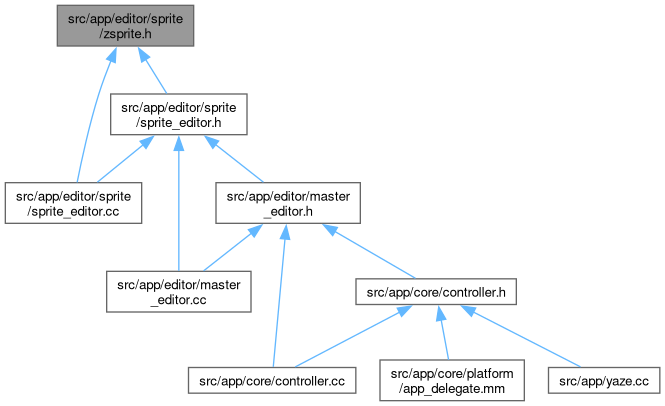 src/app/editor/sprite
/zsprite.h
src/app/editor/sprite
/sprite_editor.h
src/app/editor/sprite
/sprite_editor.cc
src/app/editor/master
_editor.h
src/app/editor/master
_editor.cc
src/app/core/controller.h
src/app/core/controller.cc
src/app/core/platform
/app_delegate.mm
src/app/yaze.cc